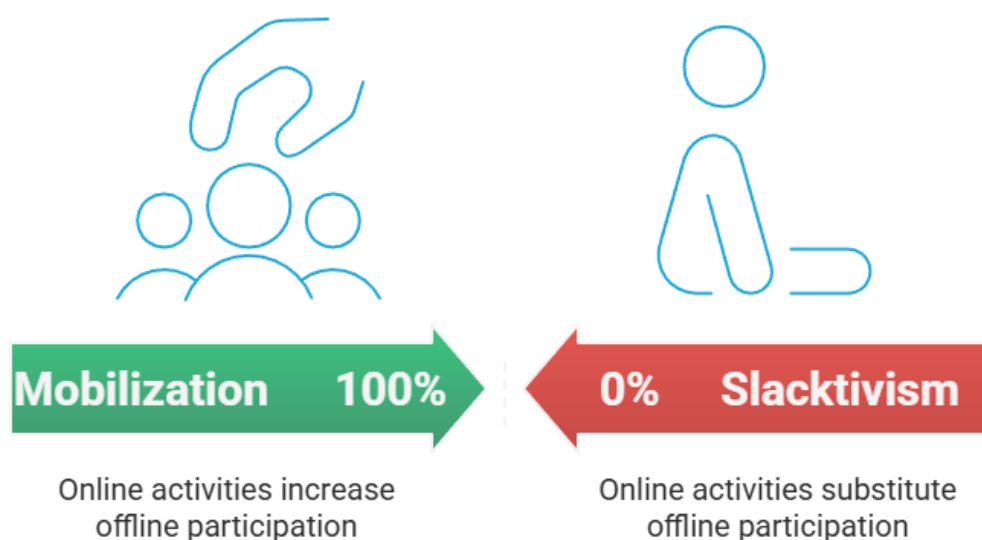 Mobilization 100%
0% Slacktivism
Online activities increase
offline participation
Online activities substitute
offline participation